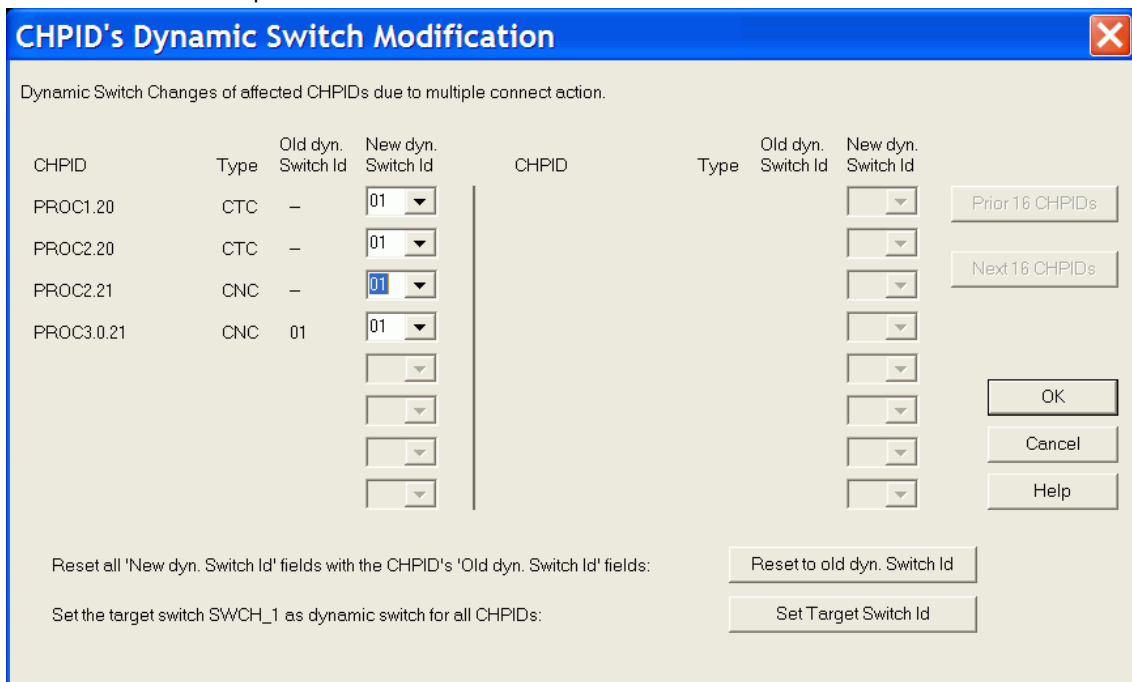 CHPID's Dynamic Switch Modification
Dynamic Switch Changes of affected CHPIDs due to multiple connect action.
CHPID Type Old dyn. Switch Id New dyn. Switch Id CHPID Type Old dyn. Switch Id New dyn. Switch Id
PROC1.20 CTC – 01 Prior 16 CHPIDs
PROC2.20 CTC – 01
Next 16 CHPIDs
PROC2.21 CNC – 01
PROC3.0.21 CNC 01 01
OK
Cancel
Help
Reset all 'New dyn. Switch Id' fields with the CHPID's 'Old dyn. Switch Id' fields: Reset to old dyn. Switch Id
Set the target switch SWCH_1 as dynamic switch for all CHPIDs: Set Target Switch Id